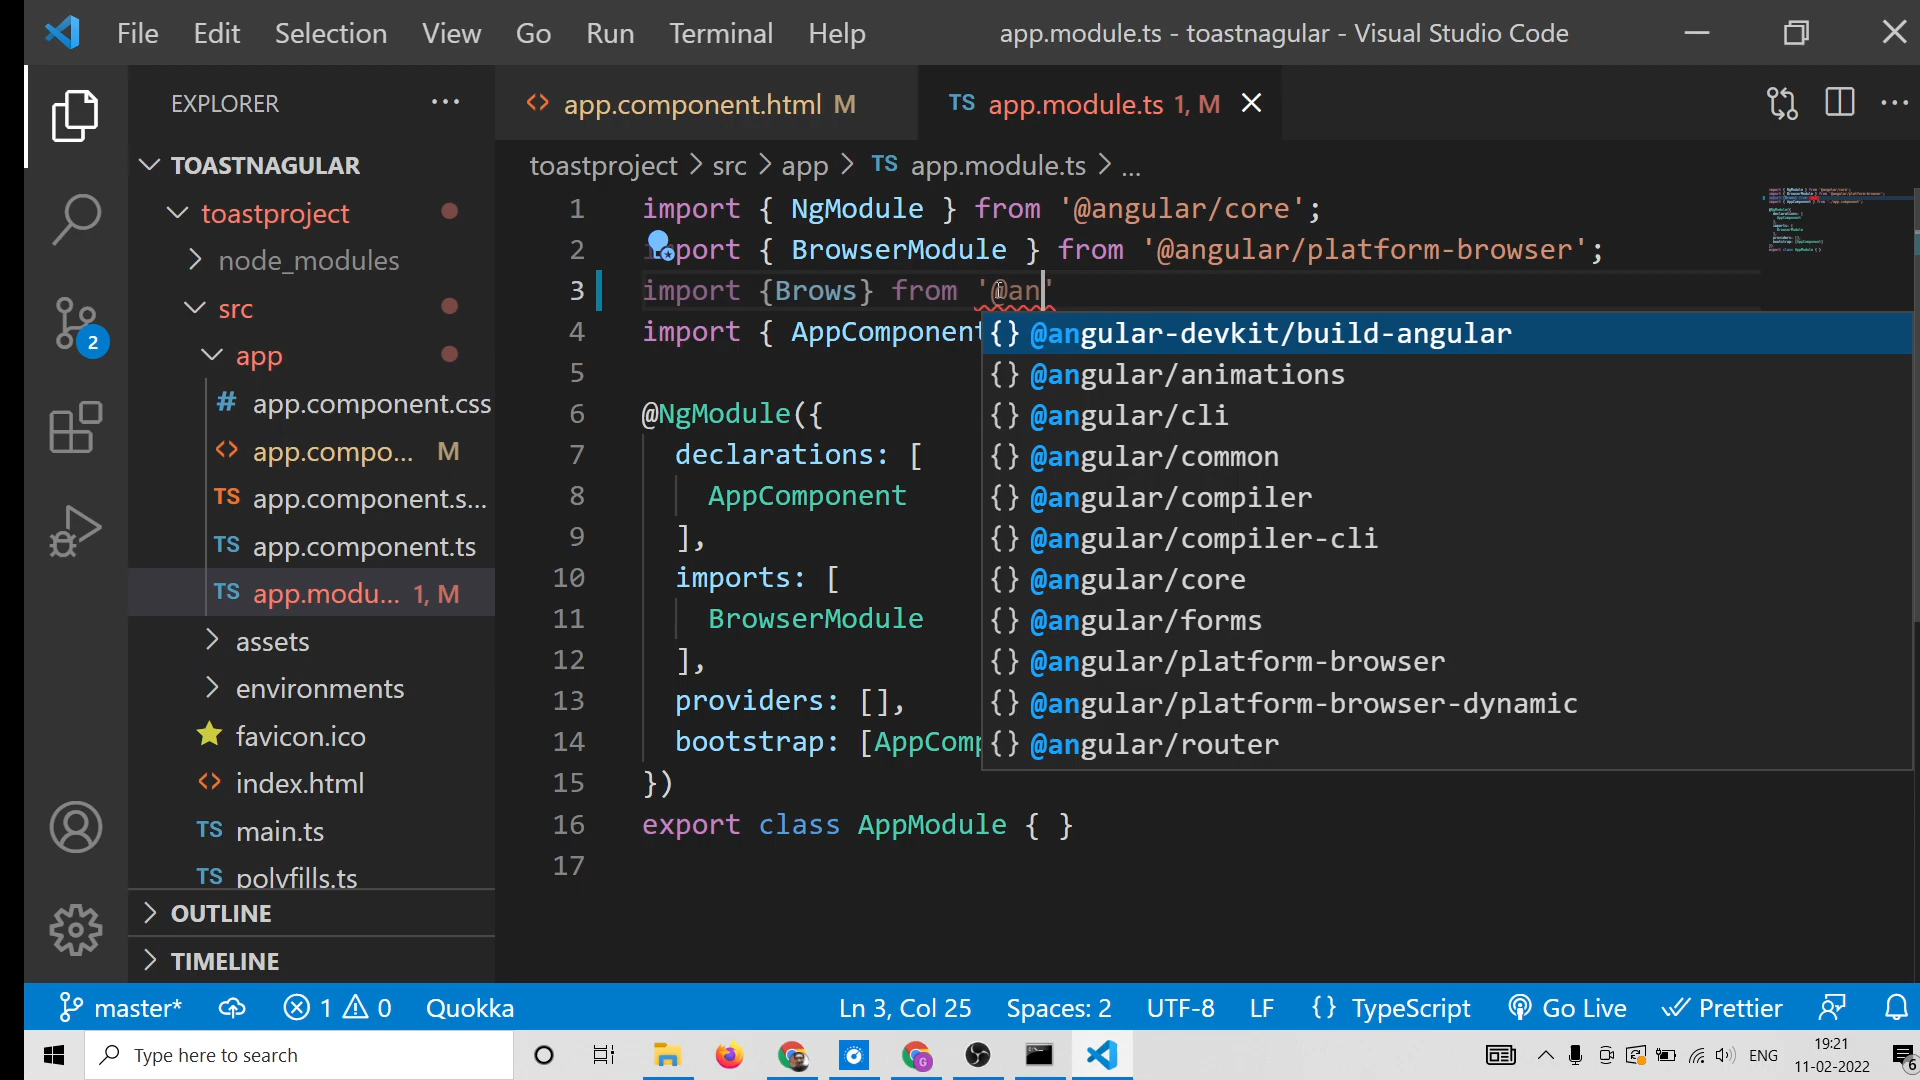 File Edit Selection View Go Run Terminal Help app.module.ts - toastnagular - Visual Studio Code
EXPLORER ...
app.component.html M
TS app.module.ts 1, M
TOASTNAGULAR
toastproject
node_modules
src
app
# app.component.css
app.compo... M
TS app.component.s...
TS app.component.ts
TS app.modu... 1, M
assets
environments
favicon.ico
index.html
TS main.ts
TS polyfills.ts
OUTLINE
TIMELINE
2
toastproject > src > app > TS app.module.ts > ...
1 import { NgModule } from '@angular/core';
2 import { BrowserModule } from '@angular/platform-browser';
3 import {Brows} from '@an'
4 import { AppComponent
5
6 @NgModule({
7 declarations: [
8 AppComponent
9 ],
10 imports: [
11 BrowserModule
12 ],
13 providers: [],
14 bootstrap: [AppComp
15 })
16 export class AppModule { }
17
{} @angular-devkit/build-angular
{} @angular/animations
{} @angular/cli
{} @angular/common
{} @angular/compiler
{} @angular/compiler-cli
{} @angular/core
{} @angular/forms
{} @angular/platform-browser
{} @angular/platform-browser-dynamic
{} @angular/router
master* 1 0 Quokka Ln 3, Col 25 Spaces: 2 UTF-8 LF {} TypeScript Go Live Prettier
Type here to search
G
ENG
19:21
11-02-2022
6